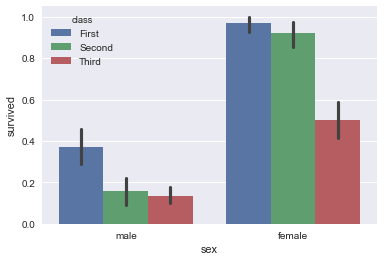 class
First
Second
Third
survived
1.0
0.8
0.6
0.4
0.2
0.0
male
female
sex